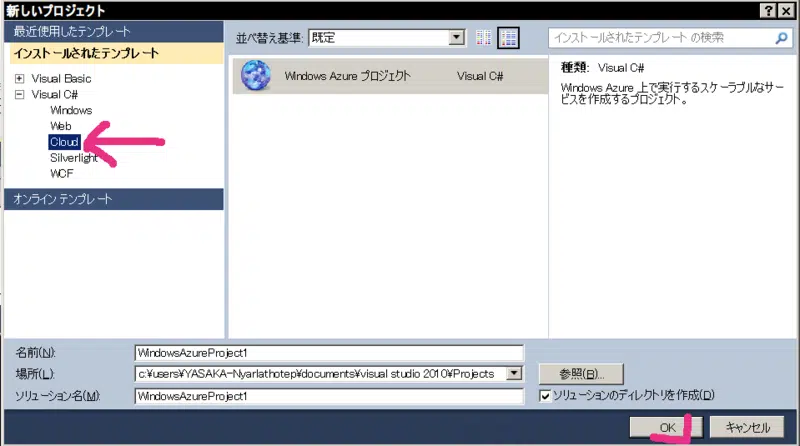 新しいプロジェクト
最近使用したテンプレート
インストールされたテンプレート
Visual Basic
Visual C#
Windows
Web
Cloud
Silverlight
WCF
オンライン テンプレート
並べ替え基準: 既定
Windows Azure プロジェクト Visual C#
インストールされたテンプレート の検索
種類: Visual C#
Windows Azure 上で実行するスケーラブルなサ
ービスを作成するプロジェクト。
名前(N): WindowsAzureProject1
場所(L): c:¥users¥YASAKA-Nyarlathotep¥documents¥visual studio 2010¥Projects 参照(B)...
ソリューション名(M): WindowsAzureProject1 ソリューションのディレクトリを作成(D)
OK キャンセル